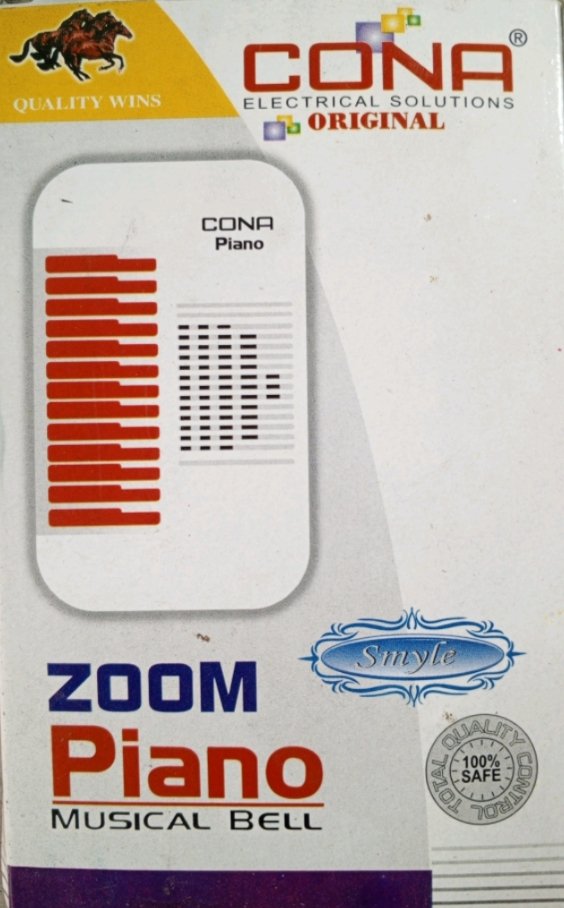 QUALITY WINS
CONA®
ELECTRICAL SOLUTIONS
ORIGINAL
CONA
Piano
Smyle
ZOOM
Piano
MUSICAL BELL
TOTAL QUALITY CONTROL
100%
SAFE